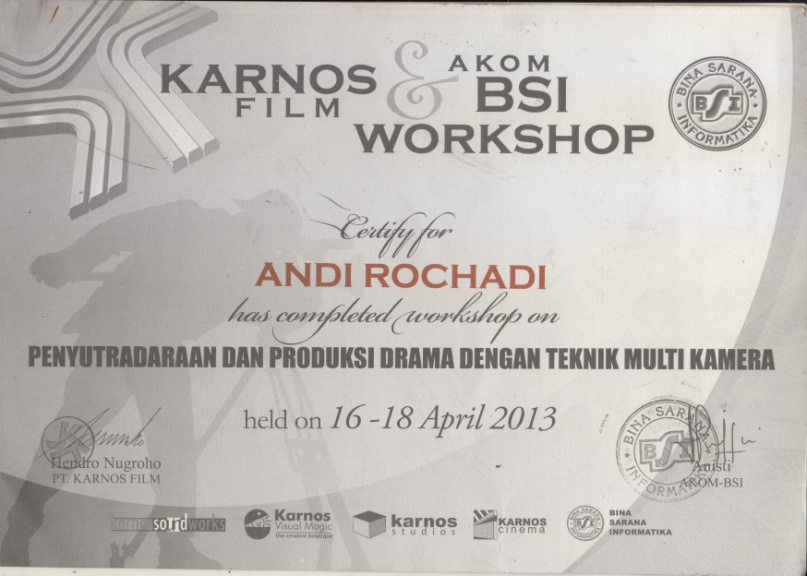 KARNOS
FILM
&
AKOM
BSI
WORKSHOP
BINA SARANA
BSI
INFORMATIKA
Certify for
ANDI ROCHADI
has completed workshop on
PENYUTRADARAAN DAN PRODUKSI DRAMA DENGAN TEKNIK MULTI KAMERA
held on 16 -18 April 2013
Hendro Nugroho
PT. KARNOS FILM
BINA SARANA
BSI
INFORMATIKA
Anisti
AKOM-BSI
karnos soundworks
Karnos
Visual Magic
the creative boutique
karnos
studios
KARNOS
cinema
BINA
SARANA
INFORMATIKA